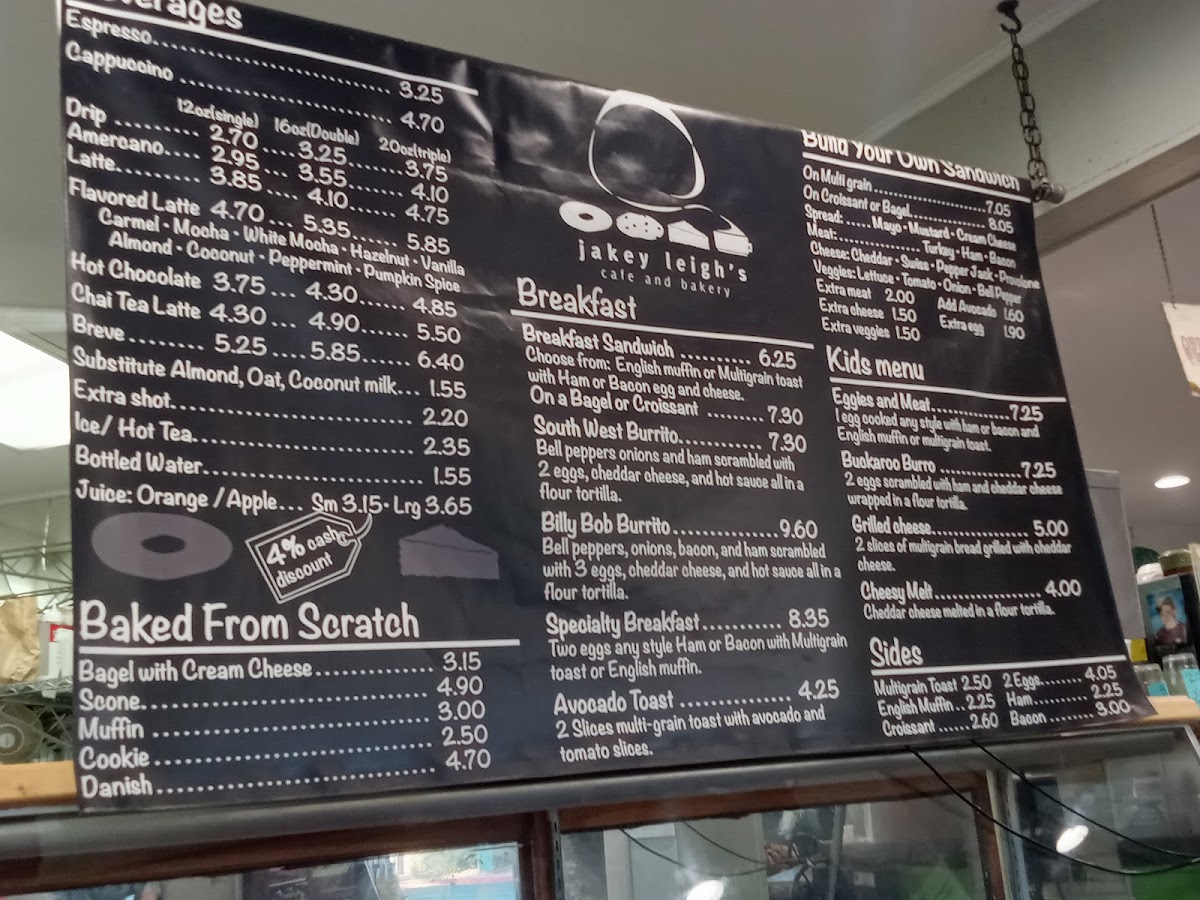 Beverages
Espresso........................... 3.25
Cappuccino ........................ 4.70
12oz(single) 16oz(Double) 20oz(triple)
Drip .......... 2.70 .... 3.25...... 3.75
Amercano.... 2.95 .... 3.55...... 4.10
Latte........... 3.85 .... 4.10....... 4.75
Flavored Latte 4.70 ... 5.35...... 5.85
Carmel • Mocha • White Mocha • Hazelnut • Vanilla
Almond • Coconut • Peppermint • Pumpkin Spice
Hot Chocolate 3.75 ... 4.30...... 4.85
Chai Tea Latte 4.30 ... 4.90...... 5.50
Breve......... 5.25 .... 5.85....... 6.40
Substitute Almond, Oat, Coconut milk... 1.55
Extra shot............................ 2.20
Ice/ Hot Tea......................... 2.35
Bottled Water........................ 1.55
Juice: Orange / Apple... Sm 3.15 • Lrg 3.65
4% cash
discount
Baked From Scratch
Bagel with Cream Cheese .............. 3.15
Scone.............................. 4.90
Muffin ............................. 3.00
Cookie ............................. 2.50
Danish ............................. 4.70
jakey leigh's
cafe and bakery
Breakfast
Breakfast Sandwich .......... 6.25
Choose from: English muffin or Multigrain toast
with Ham or Bacon egg and cheese.
On a Bagel or Croissant ........ 7.30
South West Burrito............ 7.30
Bell peppers onions and ham scrambled with
2 eggs, cheddar cheese, and hot sauce all in a
flour tortilla.
Billy Bob Burrito.............. 9.60
Bell peppers, onions, bacon, and ham scrambled
with 3 eggs, cheddar cheese, and hot sauce all in a
flour tortilla.
Specialty Breakfast........... 8.35
Two eggs any style Ham or Bacon with Multigrain
toast or English muffin.
Avocado Toast ............... 4.25
2 Slices multi-grain toast with avocado and
tomato slices.
Build Your Own Sandwich
On Multi grain .................... 7.05
On Croissant or Bagel............. 8.05
Spread: ...... Mayo • Mustard • Cream Cheese
Meat:................ Turkey • Ham • Bacon
Cheese: Cheddar • Swiss • Pepper Jack • Provolone
Veggies: Lettuce • Tomato • Onion • Bell Pepper
Extra meat 2.00 Add Avocado 1.60
Extra cheese 1.50 Extra egg 1.90
Extra veggies 1.50
Kids menu
Eggies and Meat.............. 7.25
1 egg cooked any style with ham or bacon and
English muffin or multigrain toast.
Buckaroo Burro .............. 7.25
2 eggs scrambled with ham and cheddar cheese
wrapped in a flour tortilla.
Grilled cheese................ 5.00
2 slices of multigrain bread grilled with cheddar
cheese.
Cheesy Melt.................. 4.00
Cheddar cheese melted in a flour tortilla.
Sides
Multigrain Toast 2.50 2 Eggs....... 4.05
English Muffin.. 2.25 Ham......... 2.25
Croissant ...... 2.60 Bacon ........ 3.00